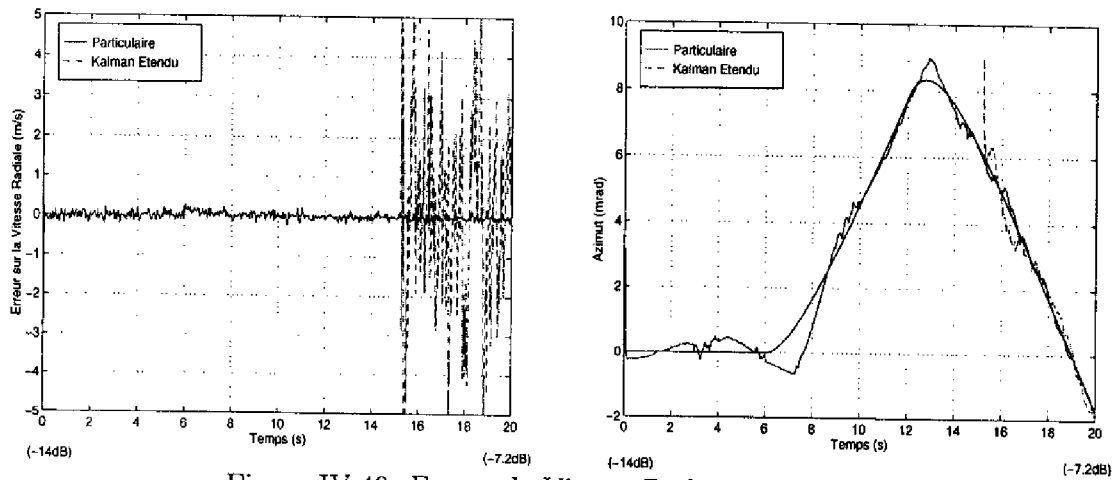 5
4
3
2
1
0
-1
-2
-3
-4
-5
Particulaire
Kalman Etendu
Erreur sur la Vitesse Radiale (m/s)
0 2 4 6 8 10 12 14 16 18 20
Temps (s)
(-14dB)
(-7.2dB)
10
8
6
4
2
0
-2
Particulaire
Kalman Etendu
Azimut (mrad)
0 2 4 6 8 10 12 14 16 18 20
Temps (s)
(-14dB)
(-7.2dB)